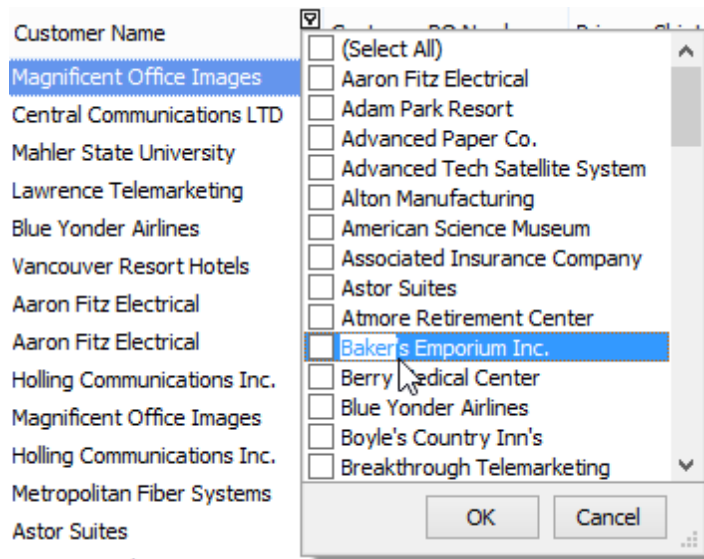 Customer Name
Magnificent Office Images
Central Communications LTD
Mahler State University
Lawrence Telemarketing
Blue Yonder Airlines
Vancouver Resort Hotels
Aaron Fitz Electrical
Aaron Fitz Electrical
Holling Communications Inc.
Magnificent Office Images
Holling Communications Inc.
Metropolitan Fiber Systems
Astor Suites
(Select All)
Aaron Fitz Electrical
Adam Park Resort
Advanced Paper Co.
Advanced Tech Satellite System
Alton Manufacturing
American Science Museum
Associated Insurance Company
Astor Suites
Atmore Retirement Center
Baker's Emporium Inc.
Berry Medical Center
Blue Yonder Airlines
Boyle's Country Inn's
Breakthrough Telemarketing
OK Cancel